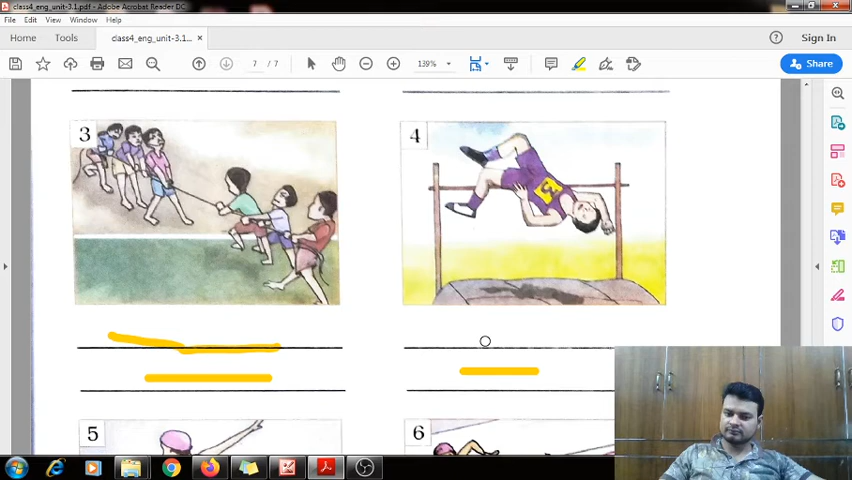 class4_eng_unit-3.1.pdf - Adobe Acrobat Reader DC
File Edit View Window Help
Home Tools class4_eng_unit-3.1... × Sign In
7 / 7 139% Share
3 4
3
5 6